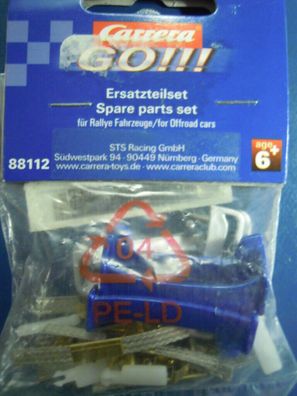 Carrera
GO!!!
Ersatzteilset
Spare parts set
für Rallye Fahrzeuge/for Offroad cars
STS Racing GmbH
Südwestpark 94 · 90449 Nürnberg · Germany
www.carrera-toys.de www.carreraclub.com
88112
age
6+
04
PE-LD